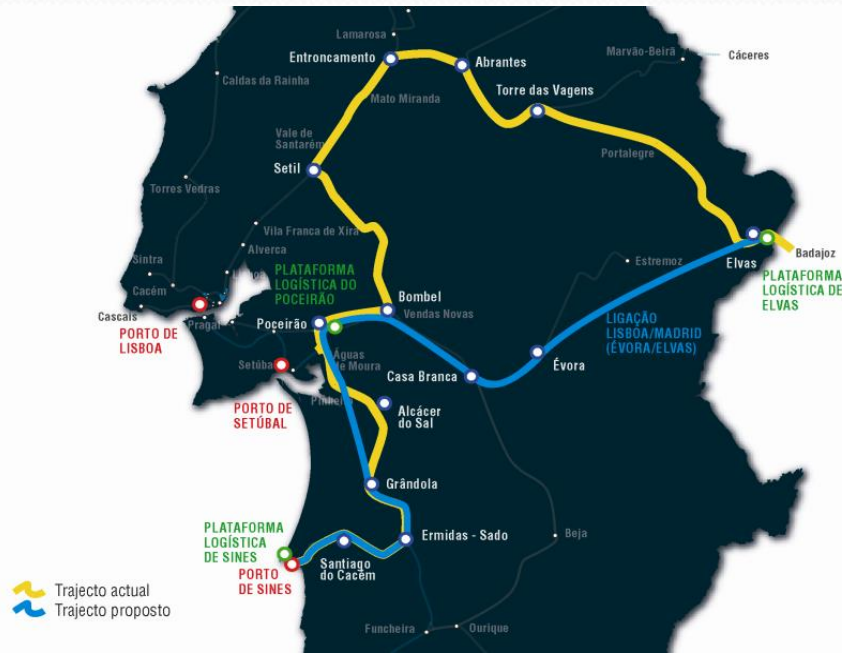 Lamarosa
Entroncamento
Abrantes
Marvão-Beirã
Cáceres
Caldas da Rainha
Torre das Vagens
Mato Miranda
Vale de
Santarém
Setil
Portalegre
Torres Vedras
Vila Franca de Xira
Alverca
Sintra
Cacém
Cascais
PORTO DE
LISBOA
Pragal
PLATAFORMA
LOGÍSTICA DO
POCEIRÃO
Bombel
Vendas Novas
Poceirão
Estremoz
Elvas
Badajoz
PLATAFORMA
LOGÍSTICA DE
ELVAS
LIGAÇÃO
LISBOA/MADRID
(ÉVORA/ELVAS)
Águas
de Moura
Setúbal
Pinheiro
Casa Branca
Évora
PORTO DE
SETÚBAL
Alcácer
do Sal
Grândola
PLATAFORMA
LOGÍSTICA
DE SINES
PORTO
DE SINES
Santiago
do Cacém
Ermidas - Sado
Beja
Trajecto actual
Trajecto proposto
Funcheira
Ourique